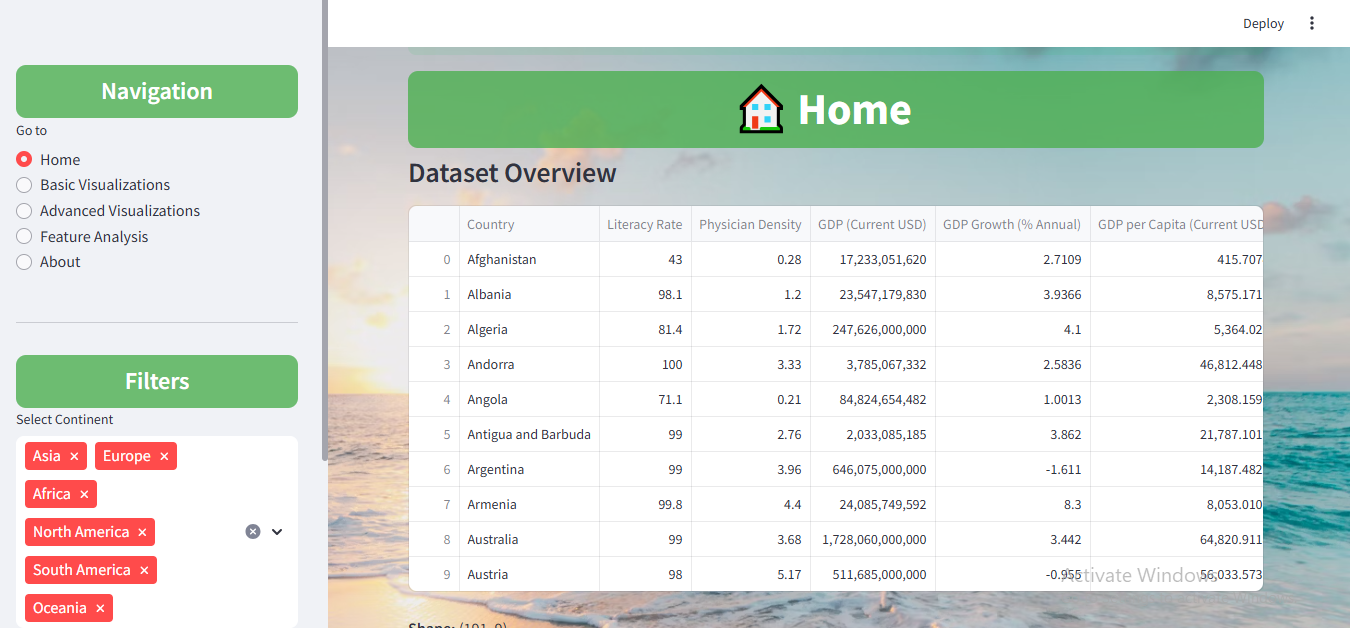 Deploy
Navigation
Go to
Home
Basic Visualizations
Advanced Visualizations
Feature Analysis
About
Filters
Select Continent
Asia × Europe ×
Africa ×
North America ×
South America ×
Oceania ×
Home
Dataset Overview
Country Literacy Rate Physician Density GDP (Current USD) GDP Growth (% Annual) GDP per Capita (Current USD
0 Afghanistan 43 0.28 17,233,051,620 2.7109 415.707
1 Albania 98.1 1.2 23,547,179,830 3.9366 8,575.171
2 Algeria 81.4 1.72 247,626,000,000 4.1 5,364.02
3 Andorra 100 3.33 3,785,067,332 2.5836 46,812.448
4 Angola 71.1 0.21 84,824,654,482 1.0013 2,308.159
5 Antigua and Barbuda 99 2.76 2,033,085,185 3.862 21,787.101
6 Argentina 99 3.96 646,075,000,000 -1.611 14,187.482
7 Armenia 99.8 4.4 24,085,749,592 8.3 8,053.010
8 Australia 99 3.68 1,728,060,000,000 3.442 64,820.911
9 Austria 98 5.17 511,685,000,000 -0.955 56,033.573
Activate Windows
Shape: (191, 9)